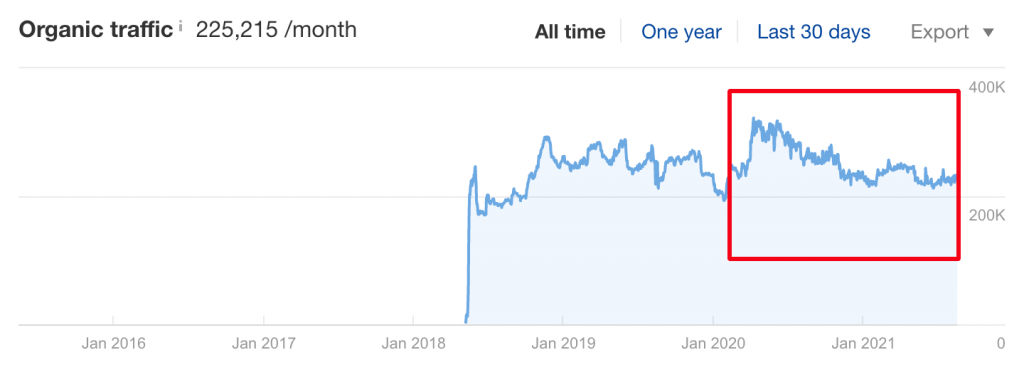 Organic traffic i 225,215 /month
All time One year Last 30 days Export
400K
200K
Jan 2016 Jan 2017 Jan 2018 Jan 2019 Jan 2020 Jan 2021 0